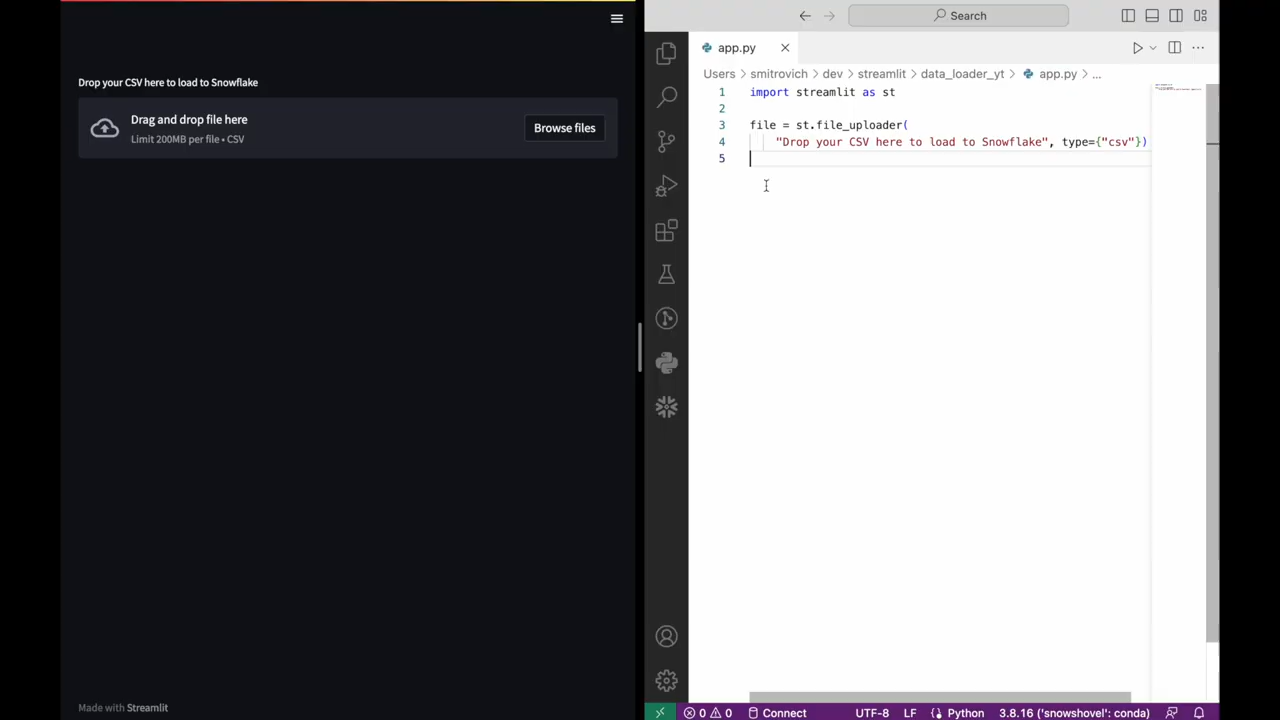 Drop your CSV here to load to Snowflake
Drag and drop file here
Limit 200MB per file • CSV
Browse files
Made with Streamlit
Search
app.py
Users > smitrovich > dev > streamlit > data_loader_yt > app.py > ...
1 import streamlit as st
2
3 file = st.file_uploader(
4 "Drop your CSV here to load to Snowflake", type={"csv"})
5
0 0 Connect UTF-8 LF Python 3.8.16 ('snowshovel': conda)